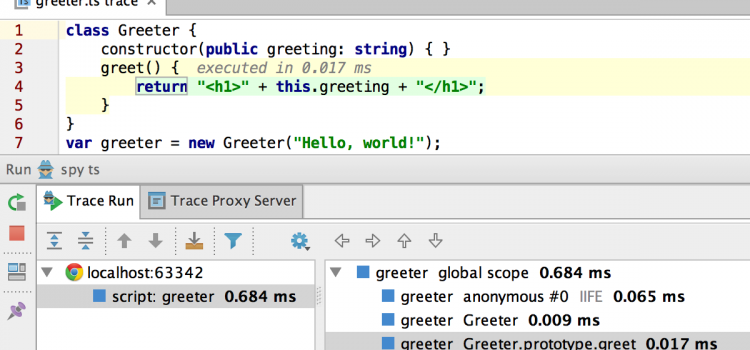 greeter.ts trace ×
1 class Greeter {
2 constructor(public greeting: string) { }
3 greet() { executed in 0.017 ms
4 return "<h1>" + this.greeting + "</h1>";
5 }
6 }
7 var greeter = new Greeter("Hello, world!");
Run spy ts
Trace Run Trace Proxy Server
localhost:63342
script: greeter 0.684 ms
greeter global scope 0.684 ms
greeter anonymous #0 IIFE 0.065 ms
greeter Greeter 0.009 ms
greeter Greeter.prototype.greet 0.017 ms